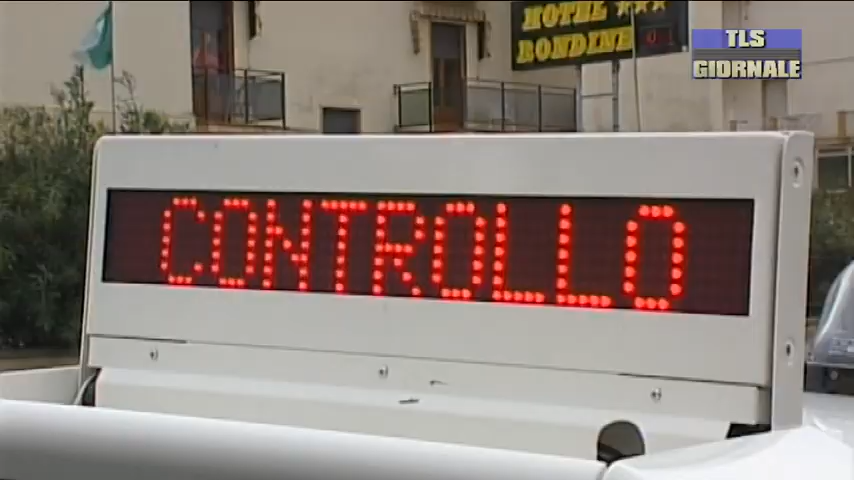 HOTEL ★★★
RONDINE
TLS
GIORNALE
CONTROLLO